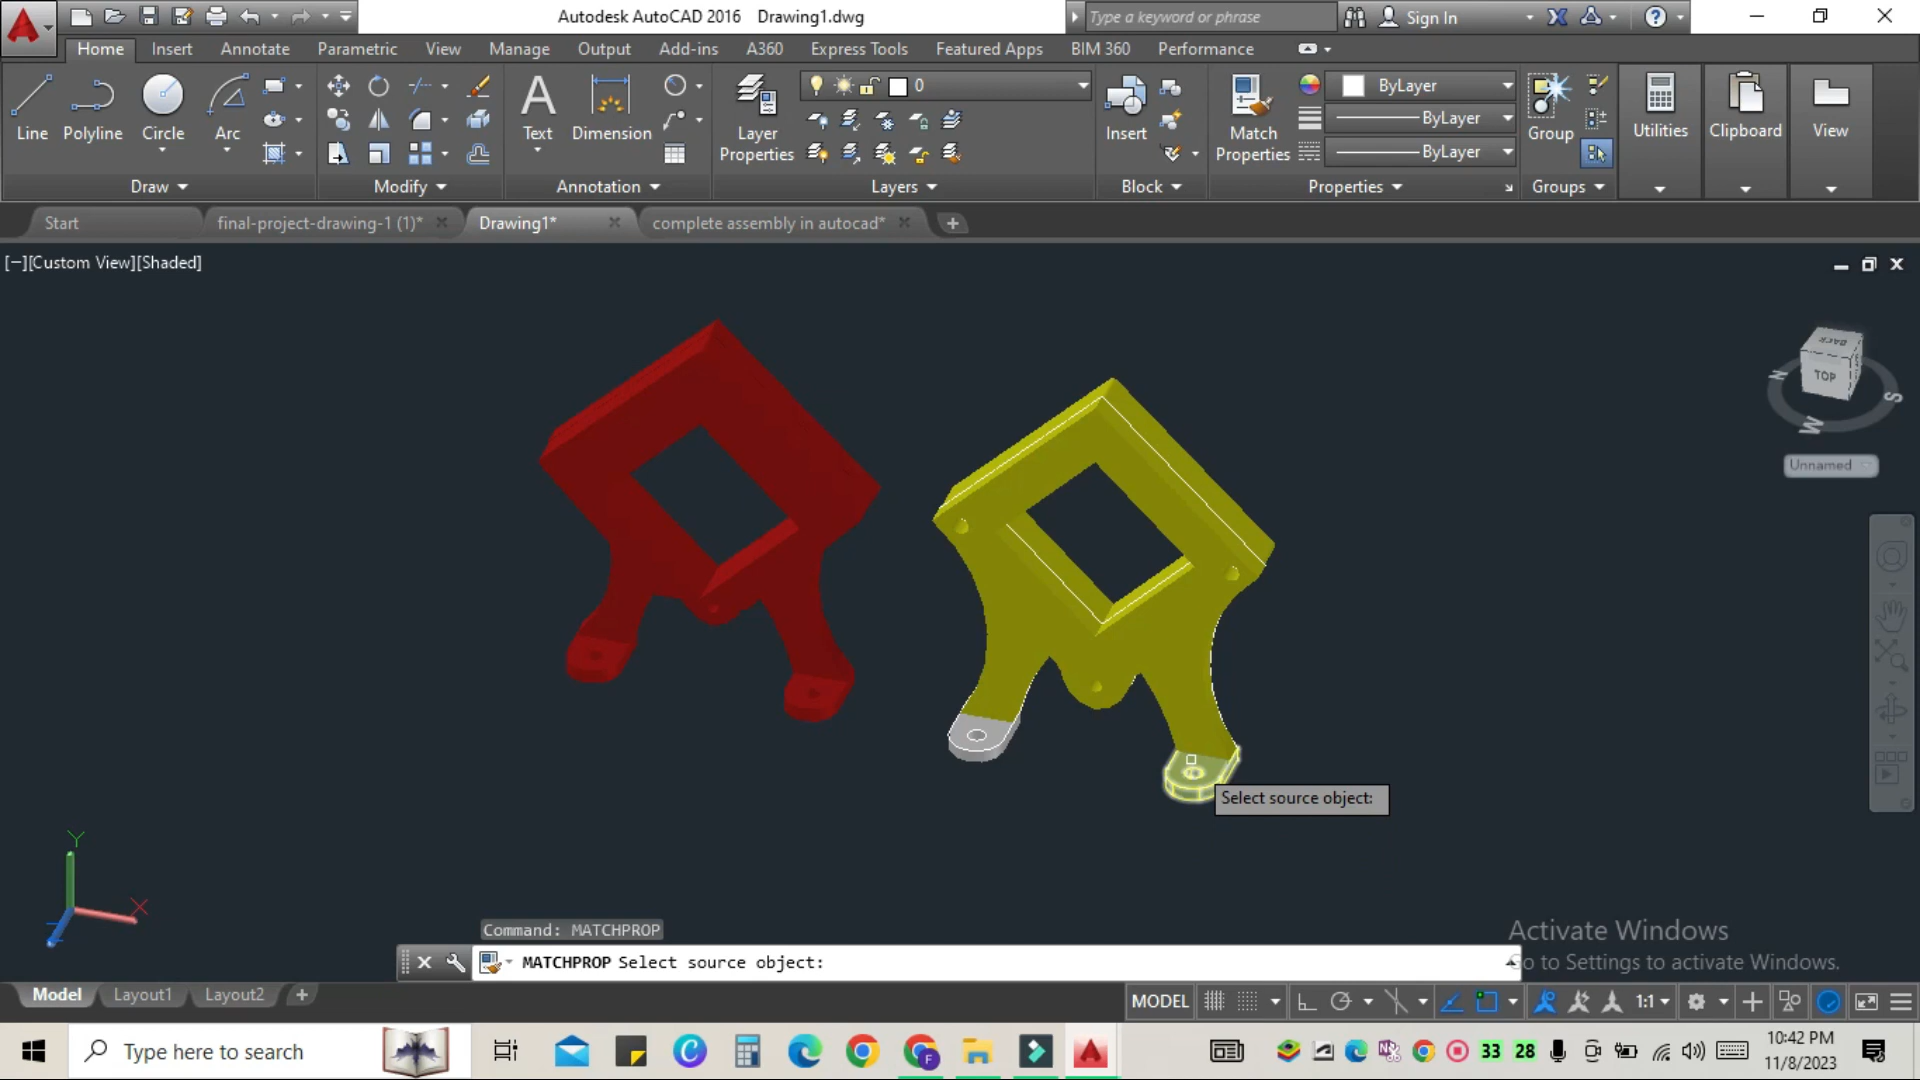 Autodesk AutoCAD 2016 Drawing1.dwg
Type a keyword or phrase
Sign In
Home Insert Annotate Parametric View Manage Output Add-ins A360 Express Tools Featured Apps BIM 360 Performance
Line Polyline Circle Arc
Text Dimension
Layer Properties
0
Insert
Match Properties
ByLayer
ByLayer
ByLayer
Group
Utilities
Clipboard
View
Draw Modify Annotation Layers Block Properties Groups
Start final-project-drawing-1 (1)* Drawing1* complete assembly in autocad*
[−][Custom View][Shaded]
BACK
TOP
N
S
W
Unnamed
Select source object:
Y
X
Z
Command: MATCHPROP
MATCHPROP Select source object:
Activate Windows
Go to Settings to activate Windows.
Model Layout1 Layout2
MODEL 1:1
Type here to search
F
33 28
10:42 PM
11/8/2023